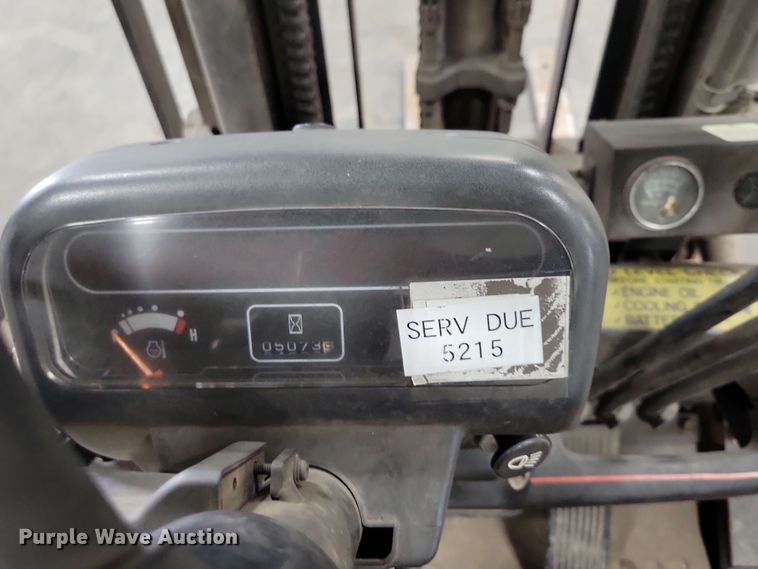 H
05073
SERV DUE
5215
ENGINE OIL
COOLING
Purple Wave Auction